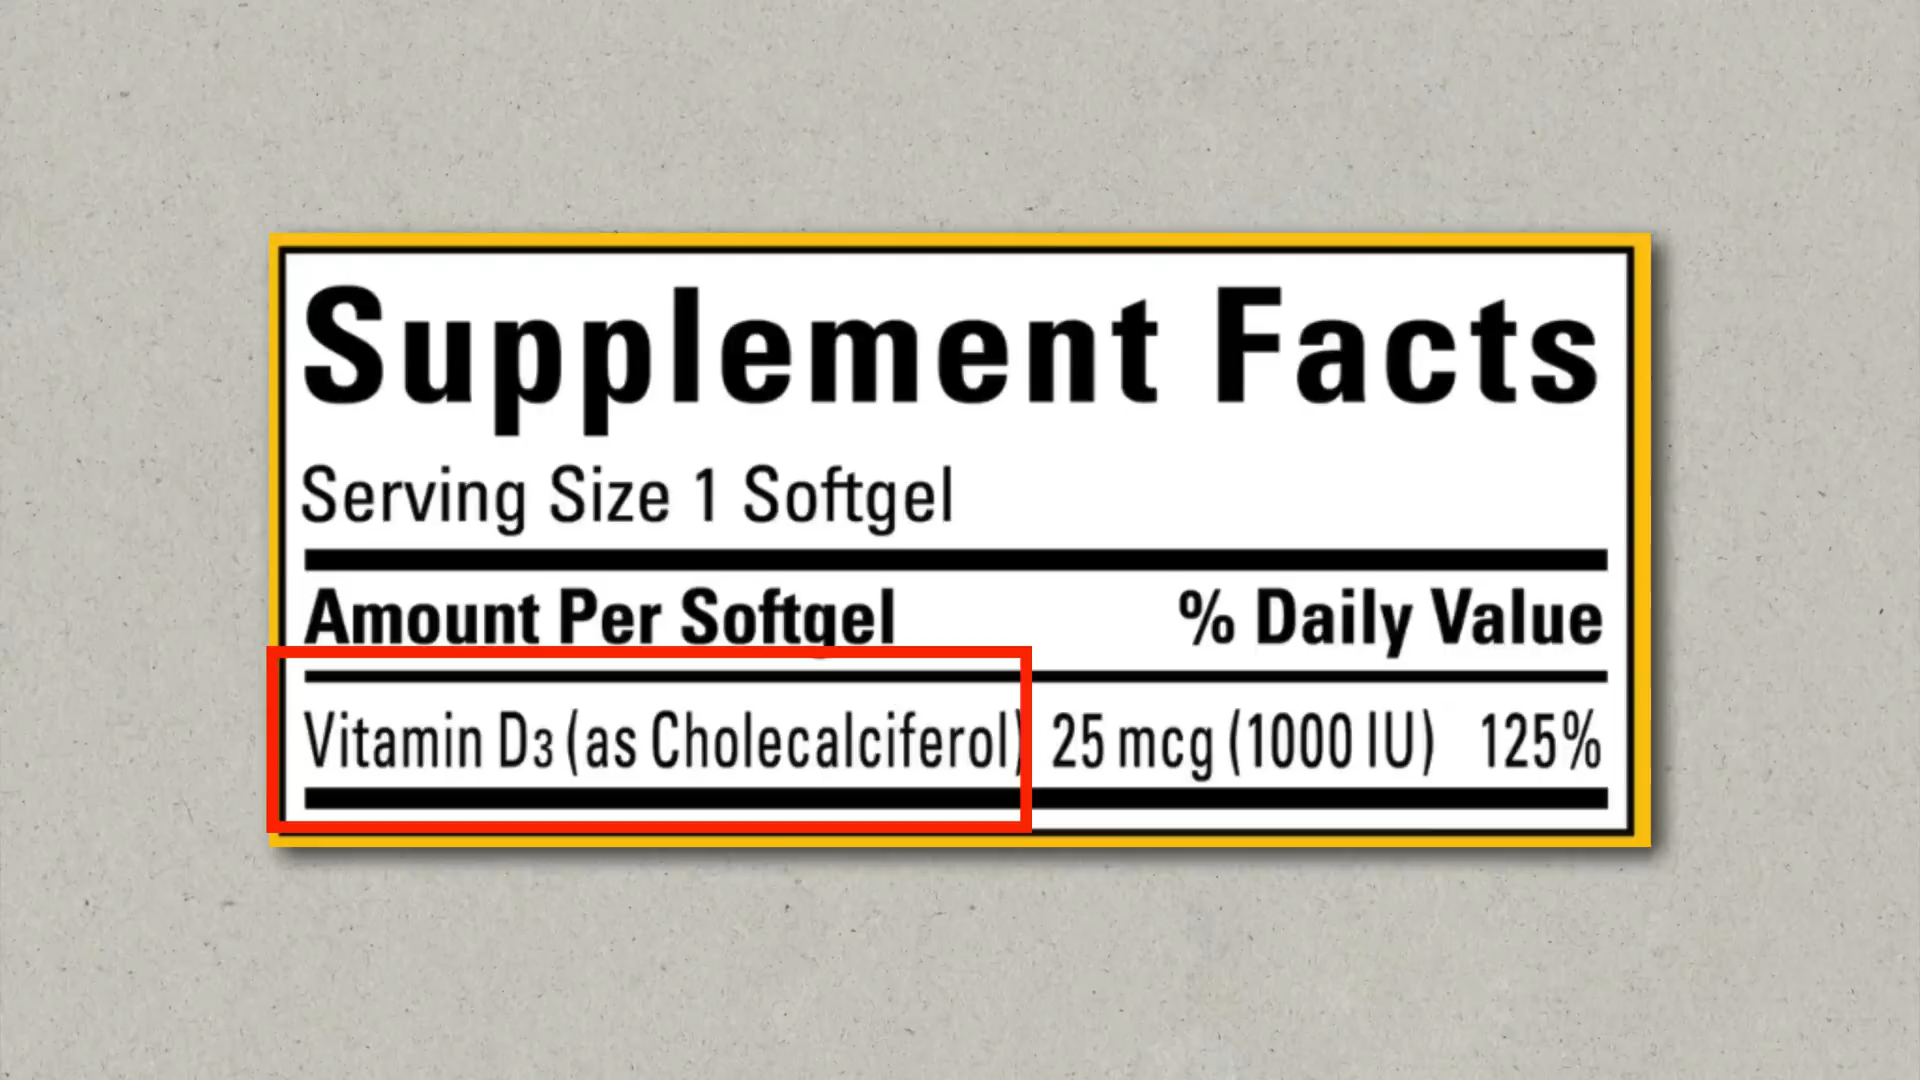 Supplement Facts
Serving Size 1 Softgel
Amount Per Softgel % Daily Value
Vitamin D3 (as Cholecalciferol) 25 mcg (1000 IU) 125%